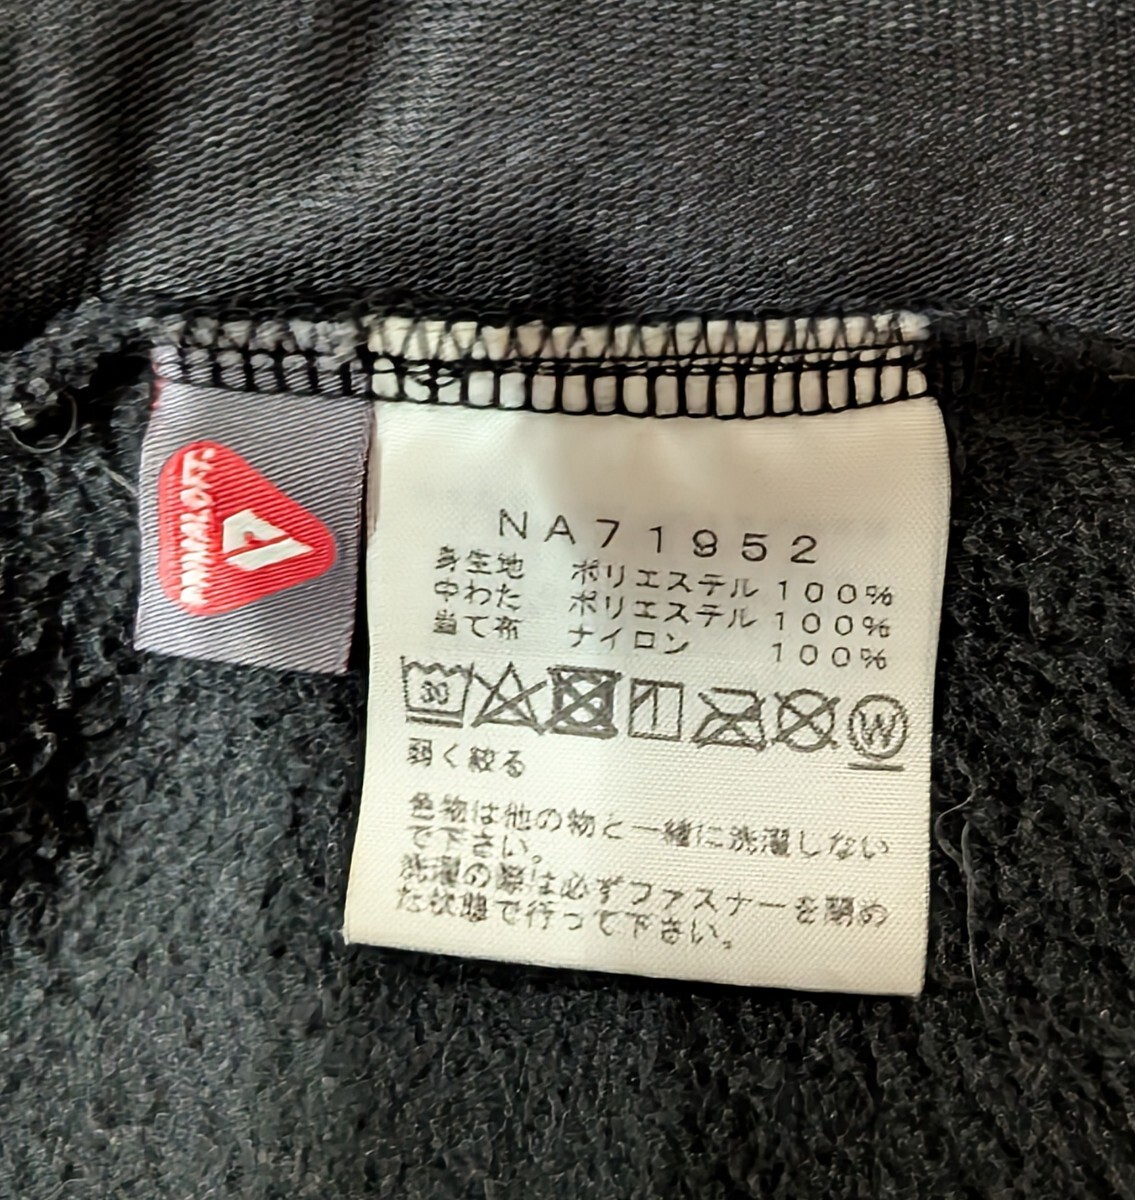 ANIMALOFT.
NA71952
身生地 ポリエステル 100%
中わた ポリエステル 100%
当て布 ナイロン 100%
30
W
弱く絞る
色物は他の物と一緒に洗濯しない
で下さい。
洗濯の際は必ずファスナーを閉め
た状態で行って下さい。